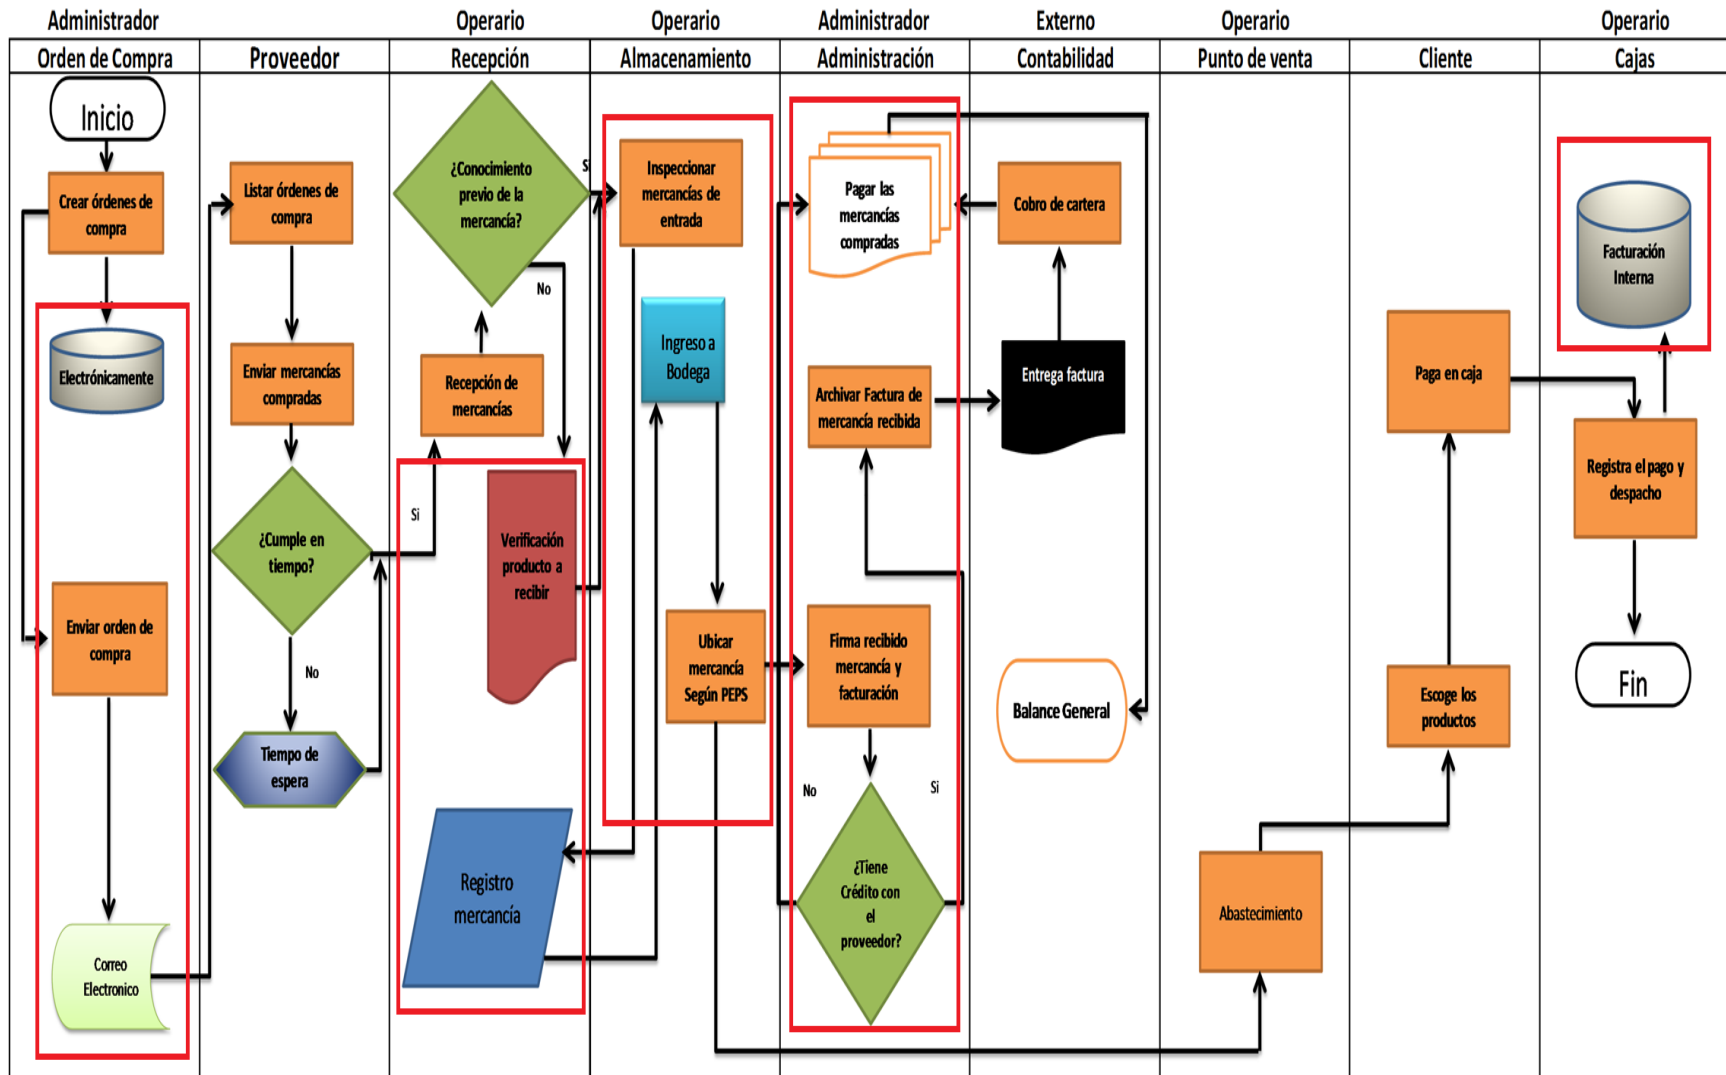 Administrador
Operario
Operario
Administrador
Externo
Operario
Operario
Orden de Compra
Proveedor
Recepción
Almacenamiento
Administración
Contabilidad
Punto de venta
Cliente
Cajas
Inicio
Crear órdenes de
compra
Electrónicamente
Enviar orden de
compra
Correo
Electronico
Listar órdenes de
compra
Enviar mercancías
compradas
¿Cumple en
tiempo?
No
Si
Tiempo de
espera
¿Conocimiento
previo de la
mercancía?
Si
No
Recepción de
mercancías
Verificación
producto a
recibir
Registro
mercancía
Inspeccionar
mercancías de
entrada
Ingreso a
Bodega
Ubicar
mercancía
Según PEPS
Pagar las
mercancías
compradas
Archivar Factura de
mercancía recibida
Firma recibido
mercancía y
facturación
No
Si
¿Tiene
Crédito con
el
proveedor?
Cobro de cartera
Entrega factura
Balance General
Abastecimiento
Paga en caja
Escoge los
productos
Facturación
Interna
Registra el pago y
despacho
Fin